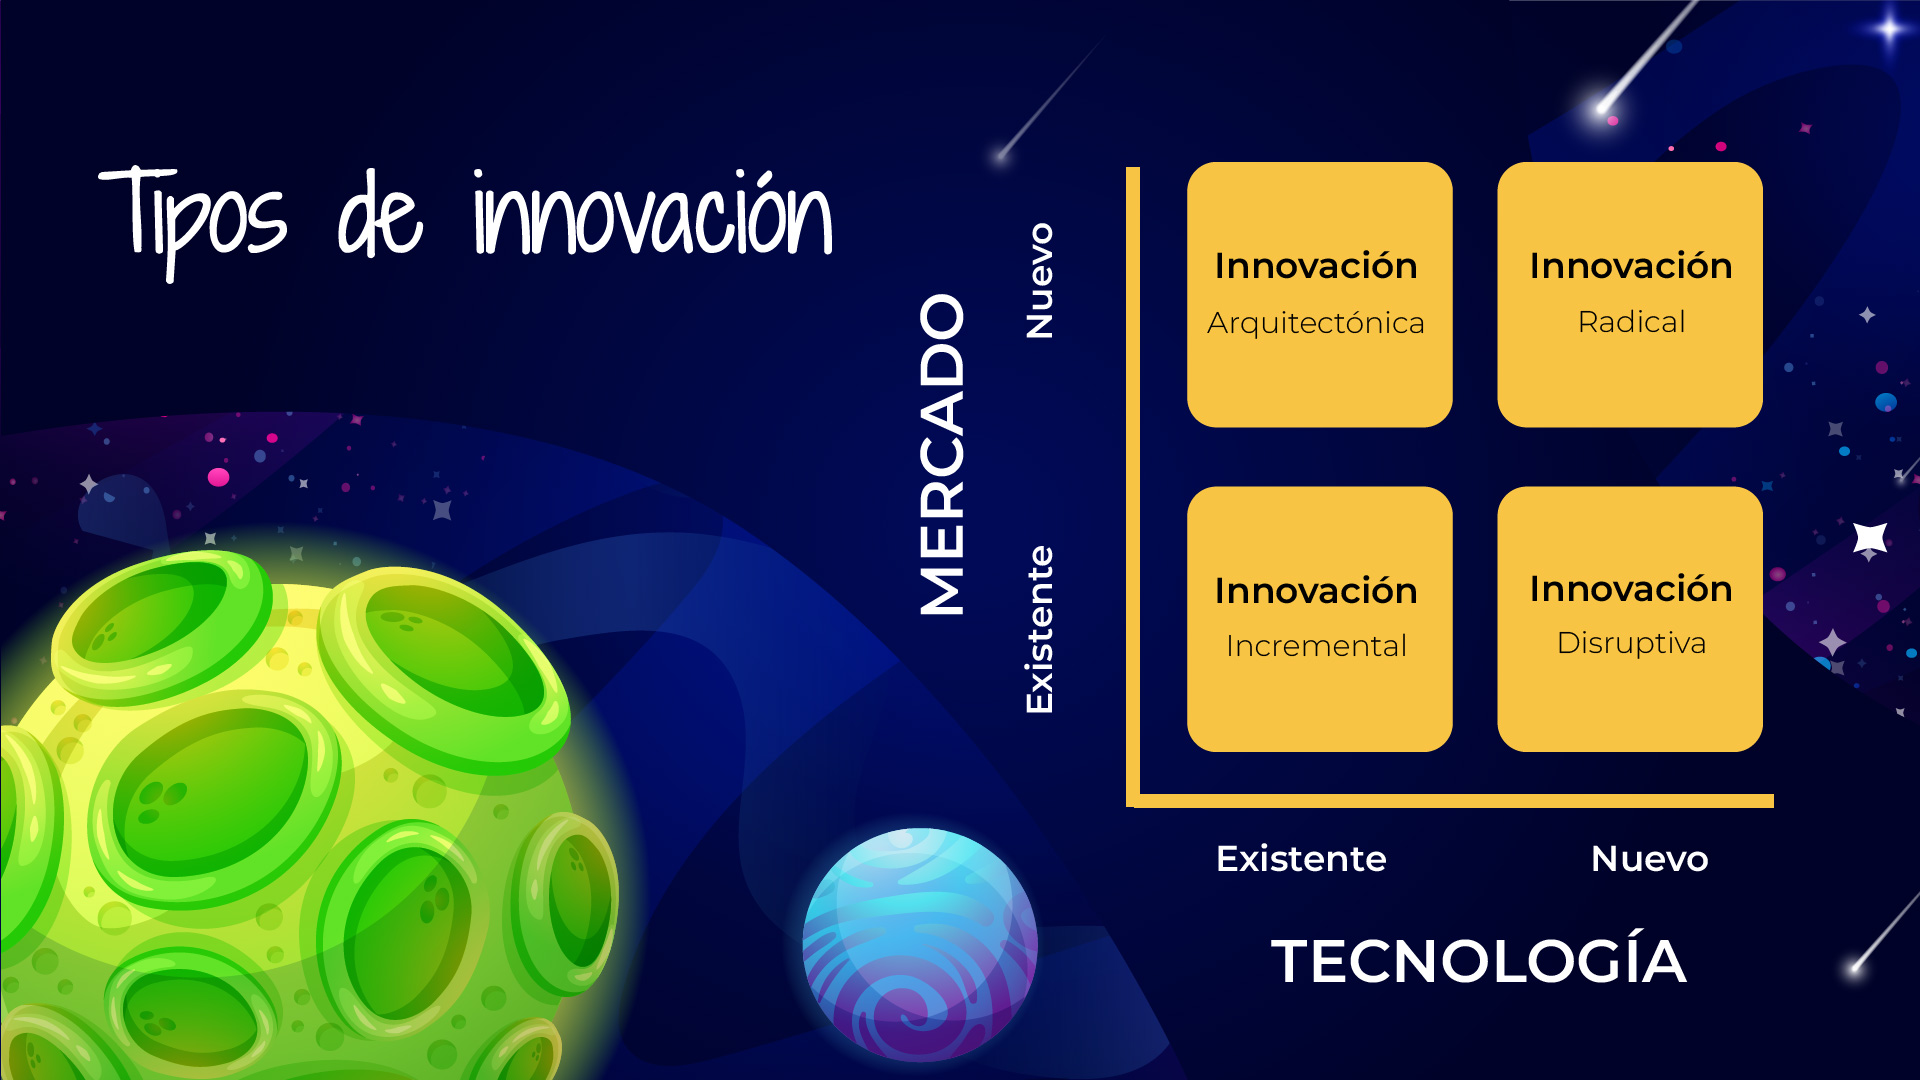 Tipos de innovación
MERCADO
Nuevo
Existente
Innovación
Arquitectónica
Innovación
Radical
Innovación
Incremental
Innovación
Disruptiva
Existente
Nuevo
TECNOLOGÍA